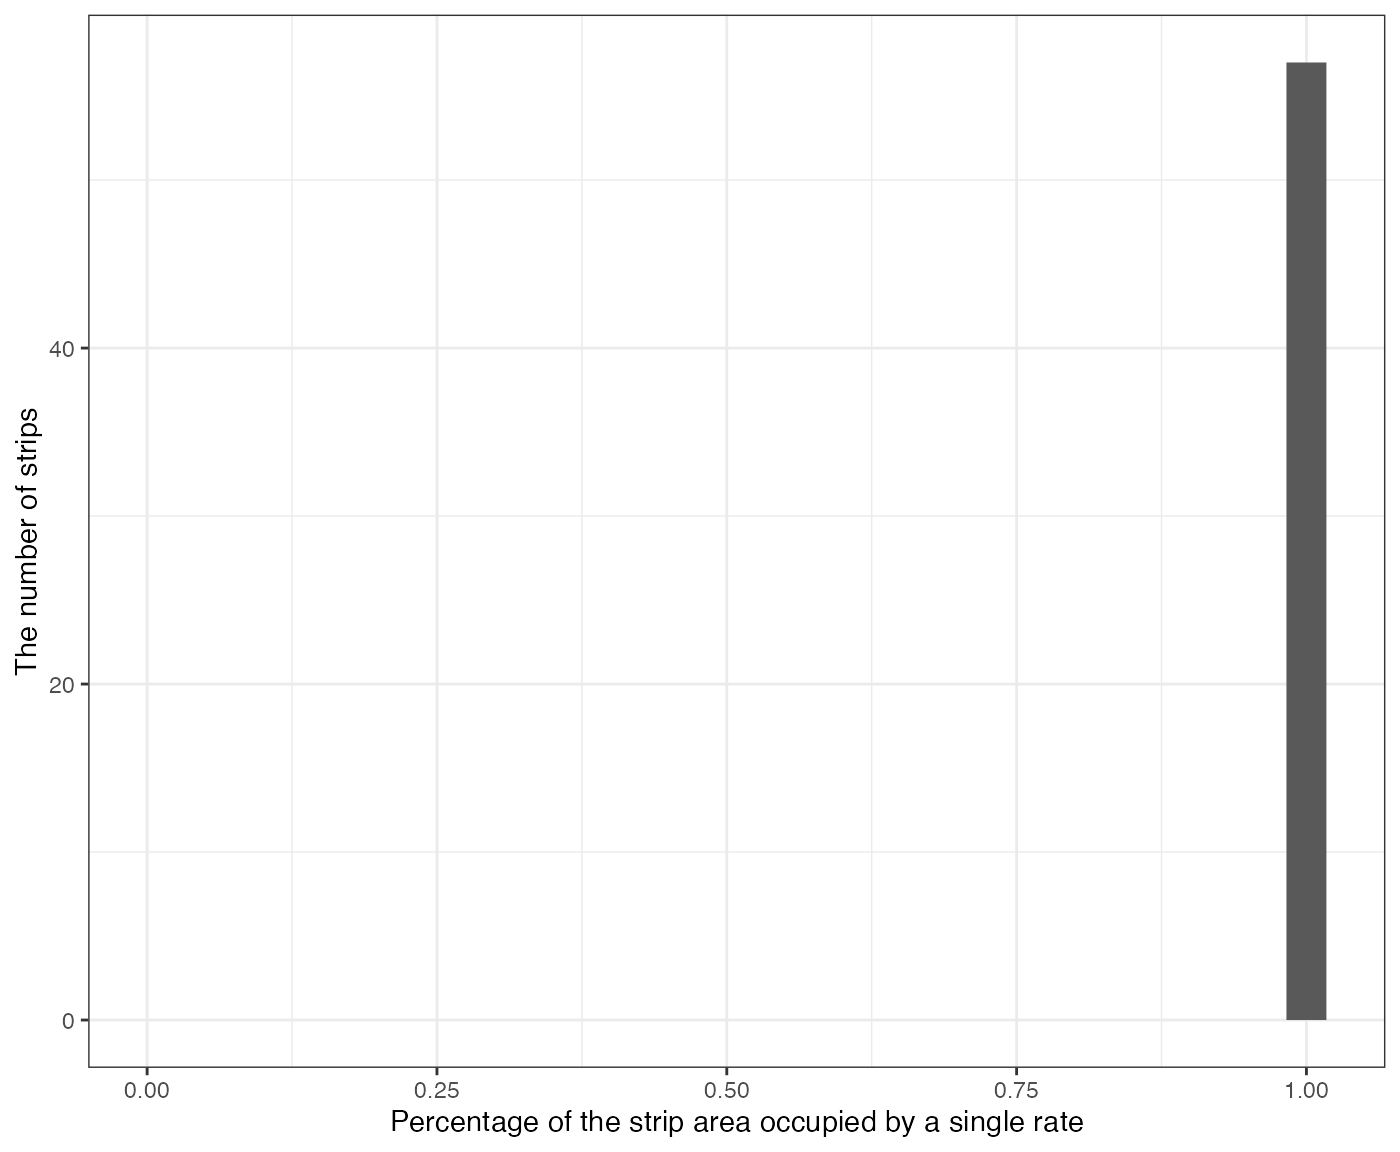 The number of strips
40
20
0
0.00 0.25 0.50 0.75 1.00
Percentage of the strip area occupied by a single rate